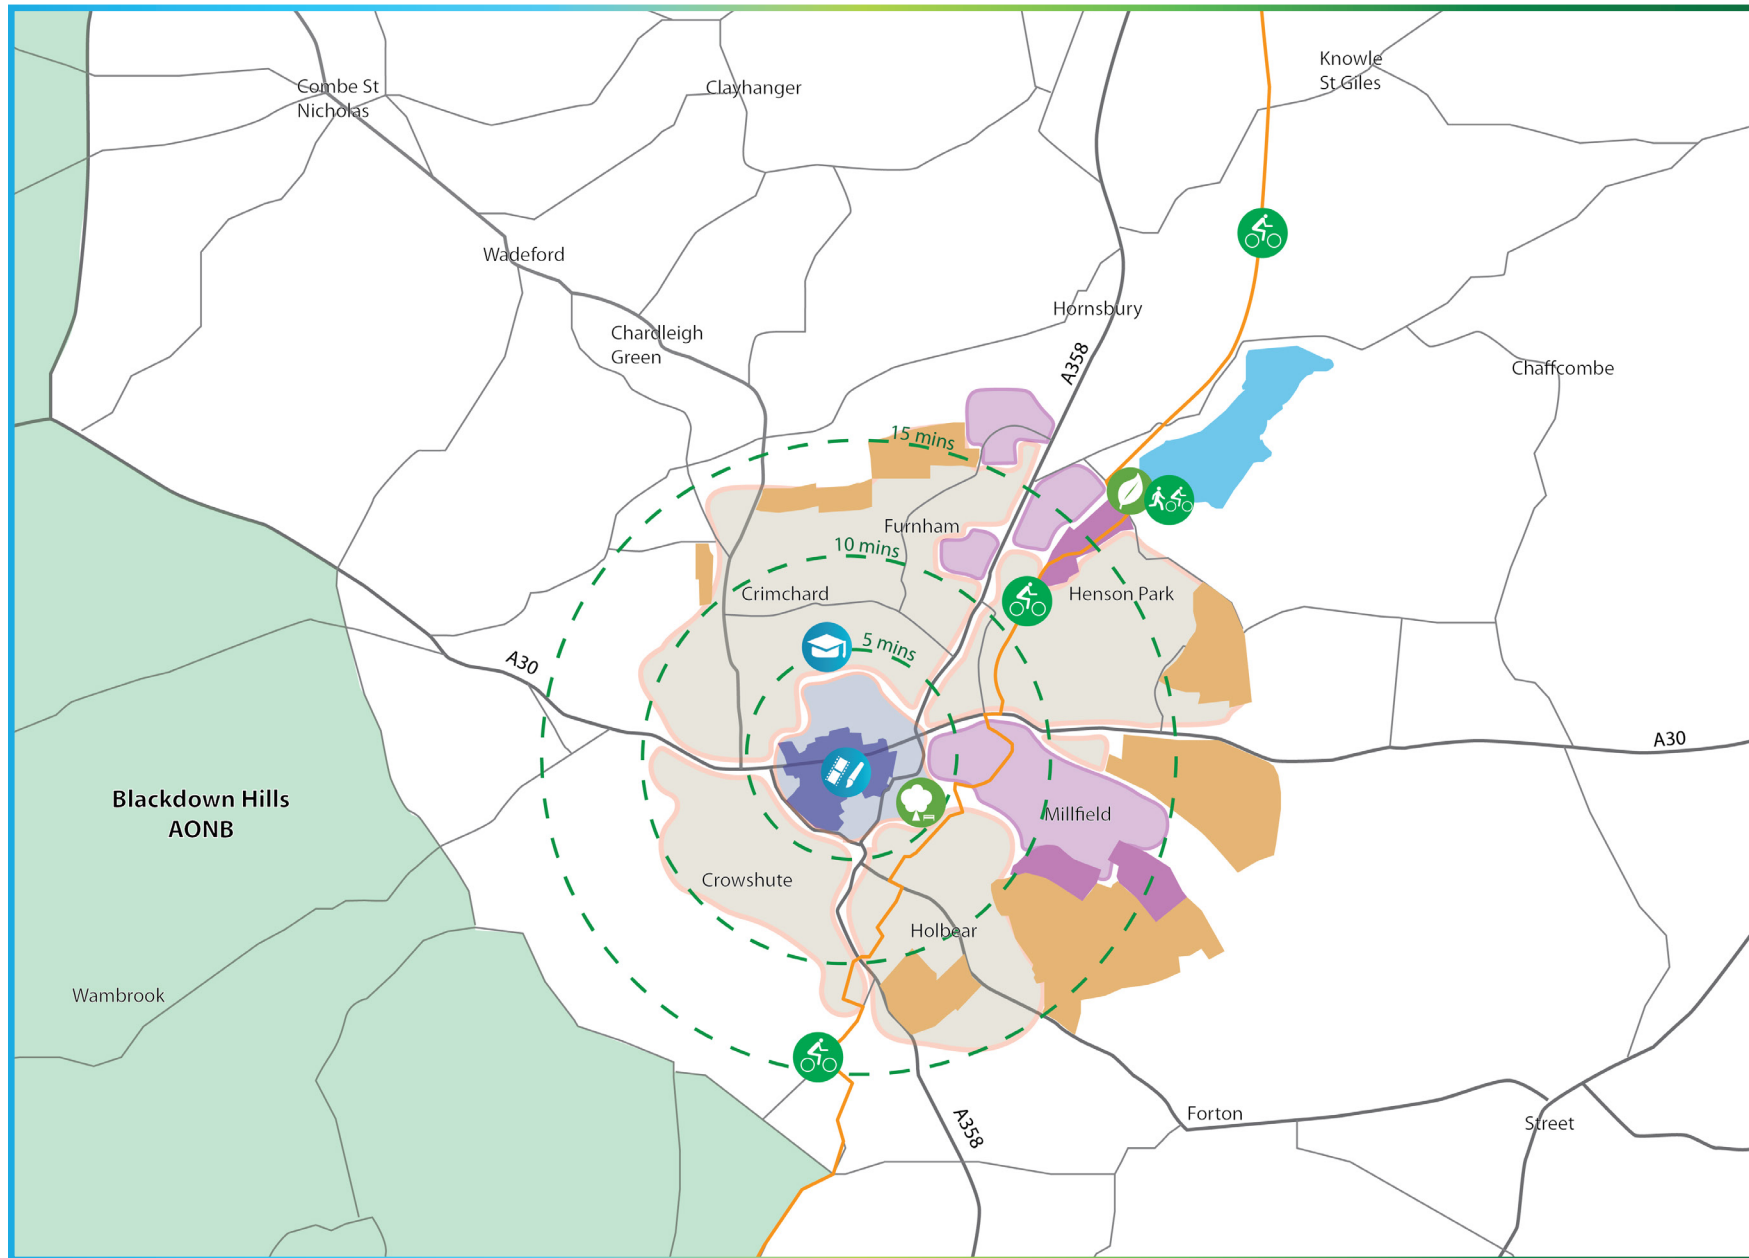 Knowle
St Giles
Combe St
Nicholas
Clayhanger
Wadeford
Hornsbury
Chardleigh
Green
A358
Chaffcombe
15 mins
Furnham
10 mins
Crimchard
Henson Park
5 mins
A30
A30
Blackdown Hills
AONB
Millfield
Crowshute
Holbear
Wambrook
Forton
A358
Street